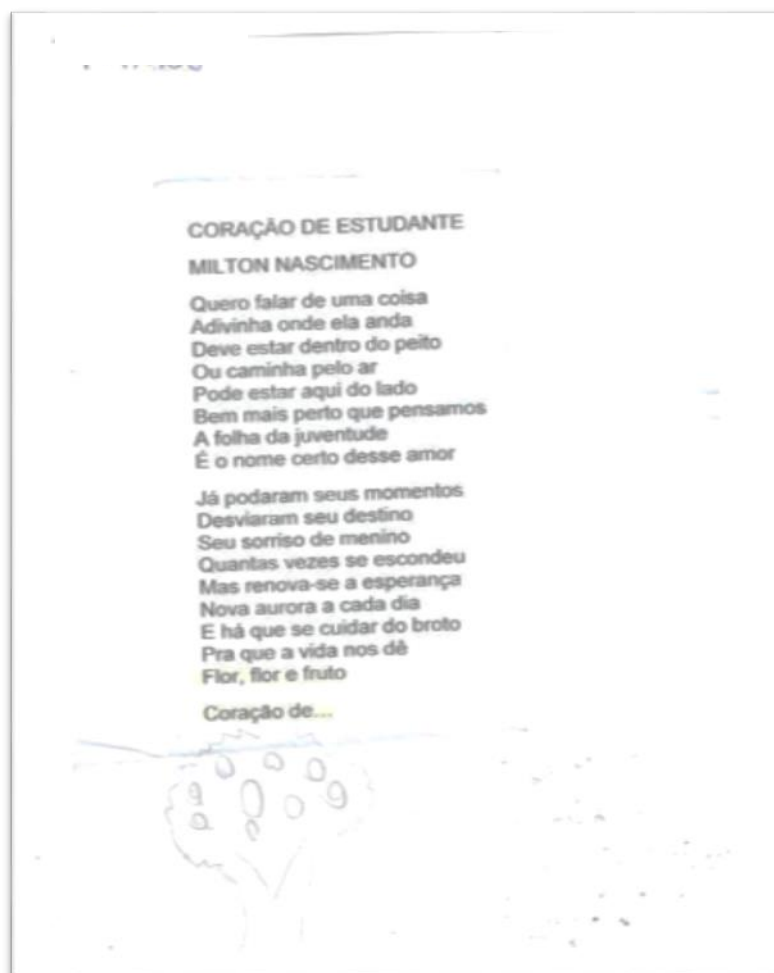 CORAÇÃO DE ESTUDANTE
MILTON NASCIMENTO
Quero falar de uma coisa
Adivinha onde ela anda
Deve estar dentro do peito
Ou caminha pelo ar
Pode estar aqui do lado
Bem mais perto que pensamos
A folha da juventude
É o nome certo desse amor
Já podaram seus momentos
Desviaram seu destino
Seu sorriso de menino
Quantas vezes se escondeu
Mas renova-se a esperança
Nova aurora a cada dia
E há que se cuidar do broto
Pra que a vida nos dê
Flor, flor e fruto
Coração de...